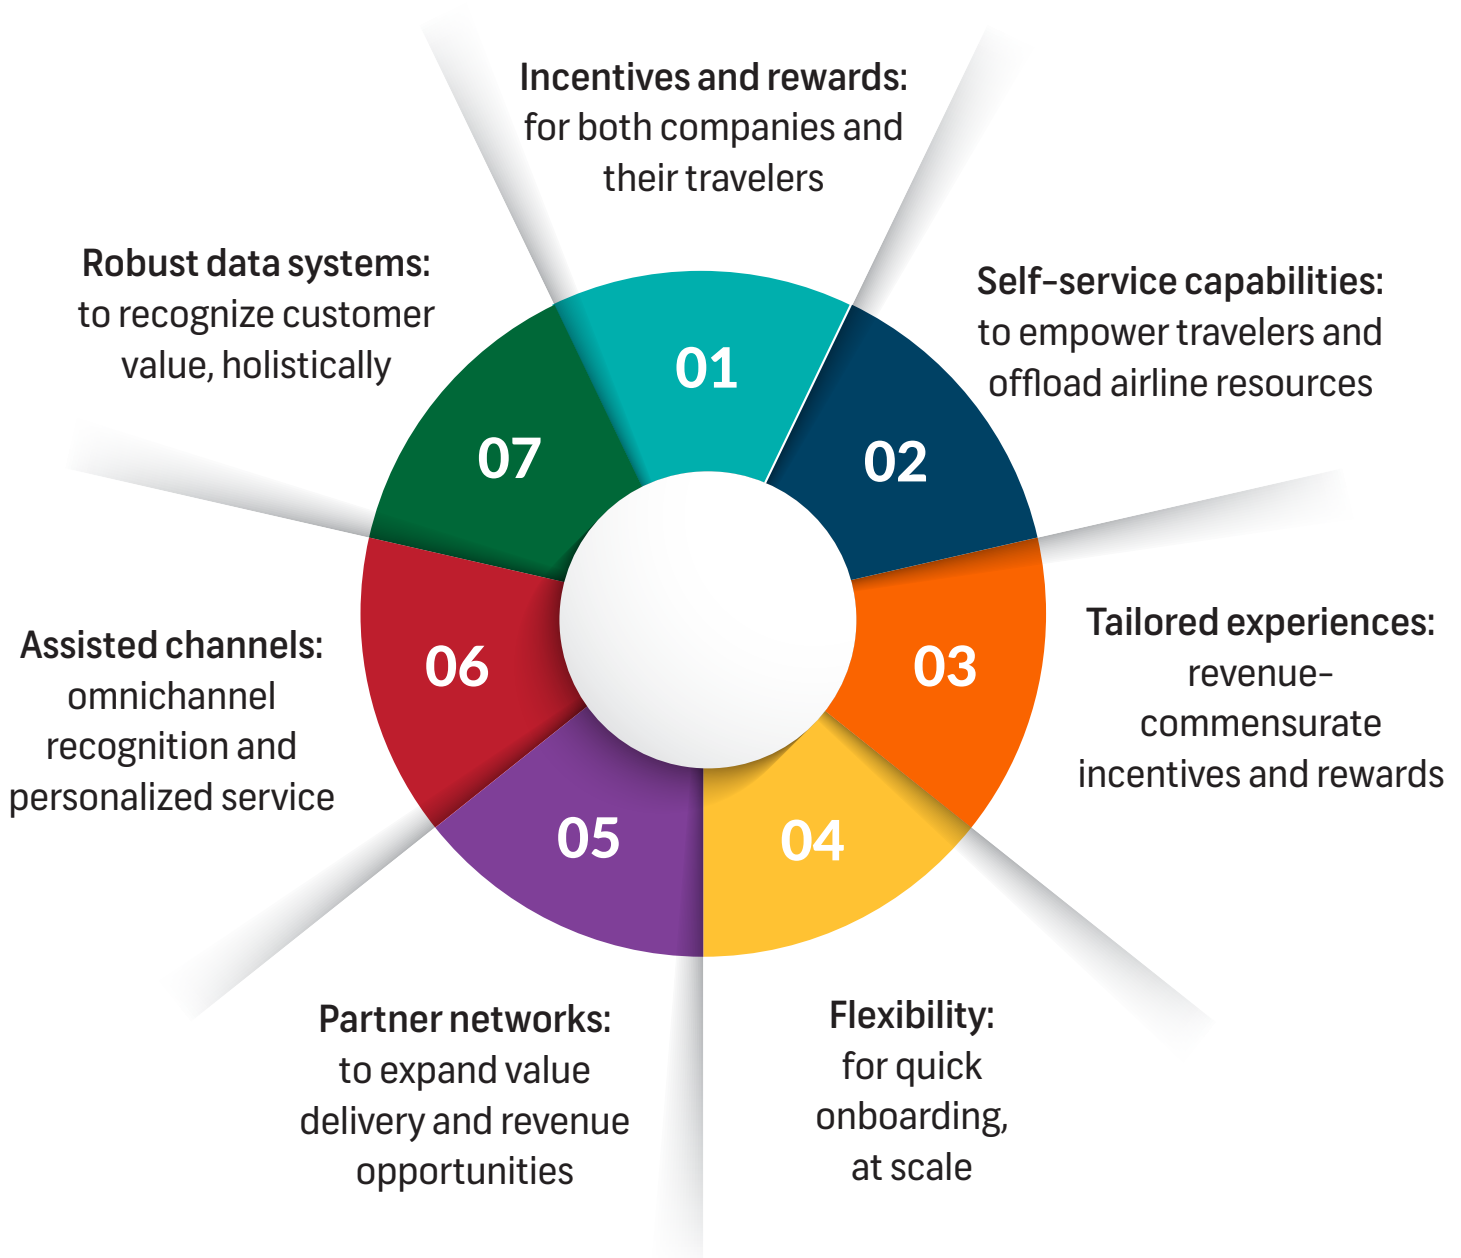 Incentives and rewards:
for both companies and
their travelers
01
Self-service capabilities:
to empower travelers and
offload airline resources
02
Tailored experiences:
revenue-
commensurate
incentives and rewards
03
Flexibility:
for quick
onboarding,
at scale
04
Partner networks:
to expand value
delivery and revenue
opportunities
05
Assisted channels:
omnichannel
recognition and
personalized service
06
Robust data systems:
to recognize customer
value, holistically
07